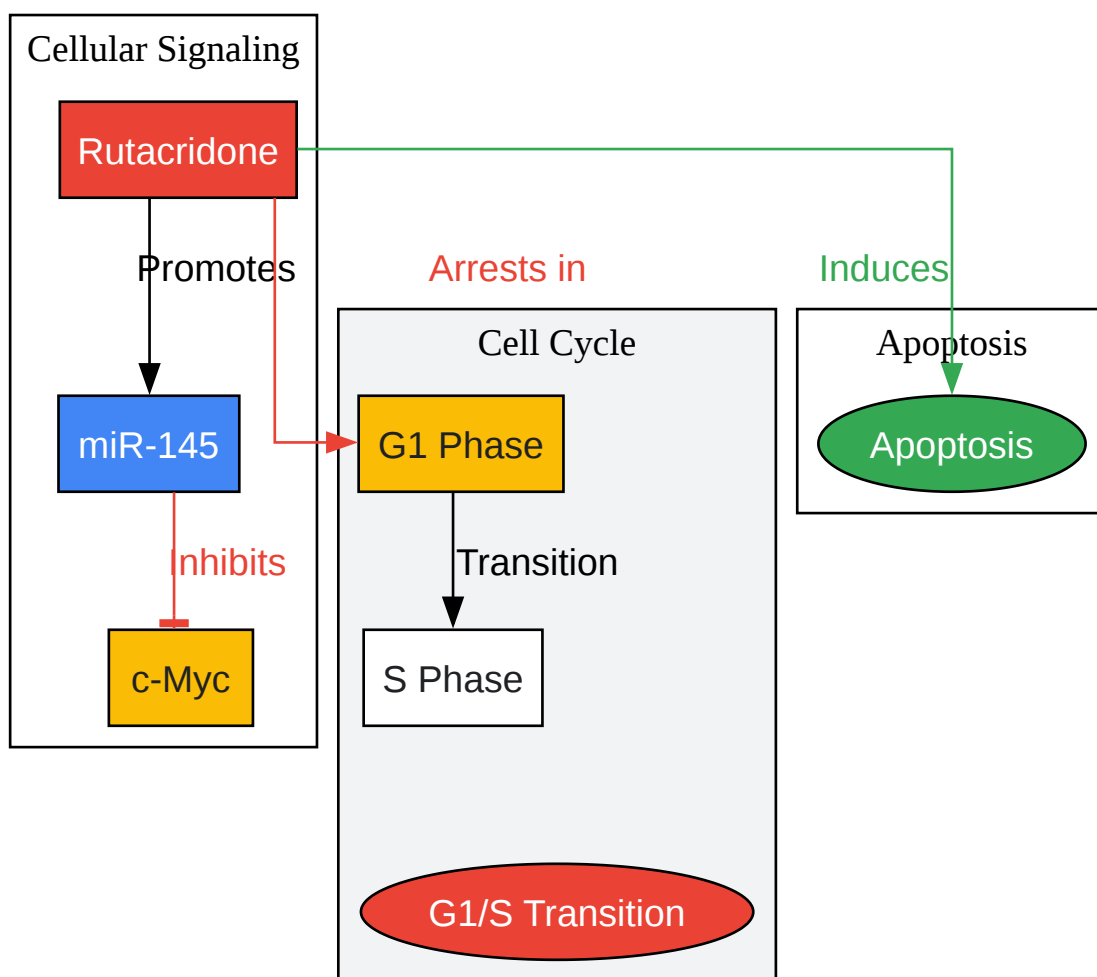 Cellular Signaling
Rutacridone
Promotes
Arrests in
Induces
Cell Cycle
Apoptosis
miR-145
G1 Phase
Apoptosis
Inhibits
Transition
c-Myc
S Phase
G1/S Transition